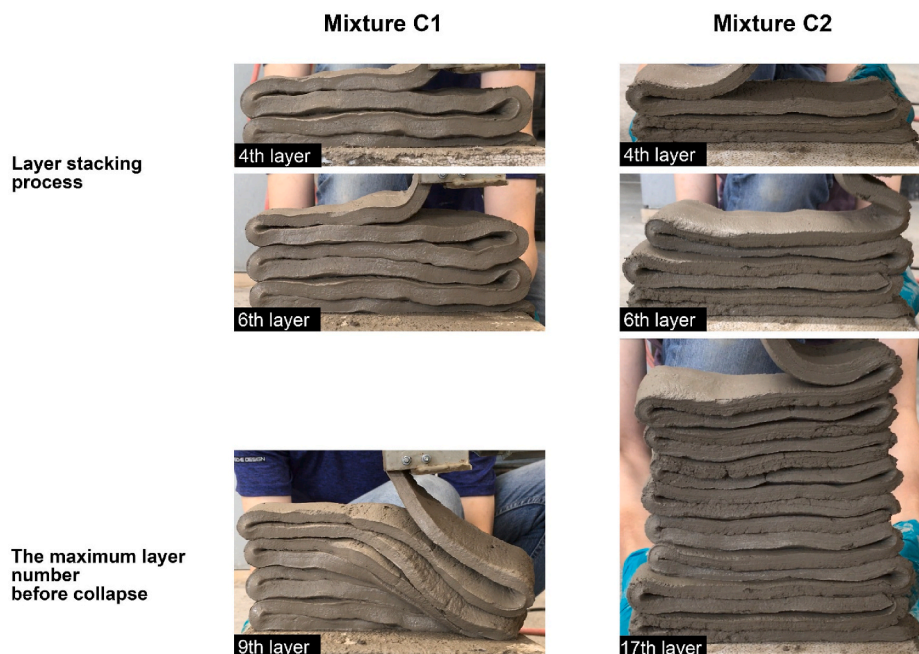 Mixture C1
Mixture C2
Layer stacking
process
4th layer
4th layer
6th layer
6th layer
The maximum layer
number
before collapse
9th layer
17th layer